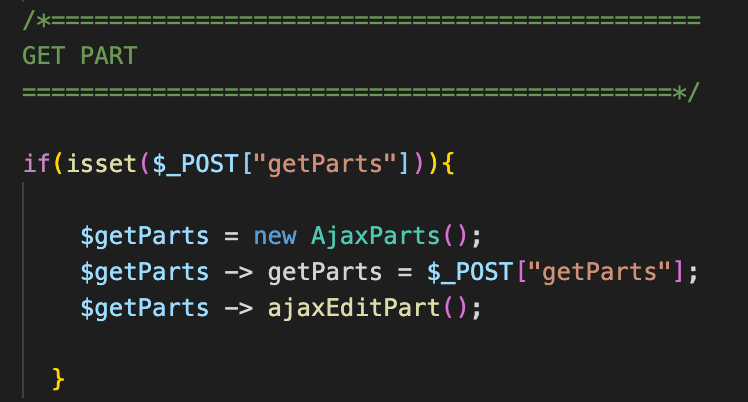 /*=============================================
GET PART
=============================================*/
if(isset($_POST["getParts"])){
$getParts = new AjaxParts();
$getParts -> getParts = $_POST["getParts"];
$getParts -> ajaxEditPart();
}